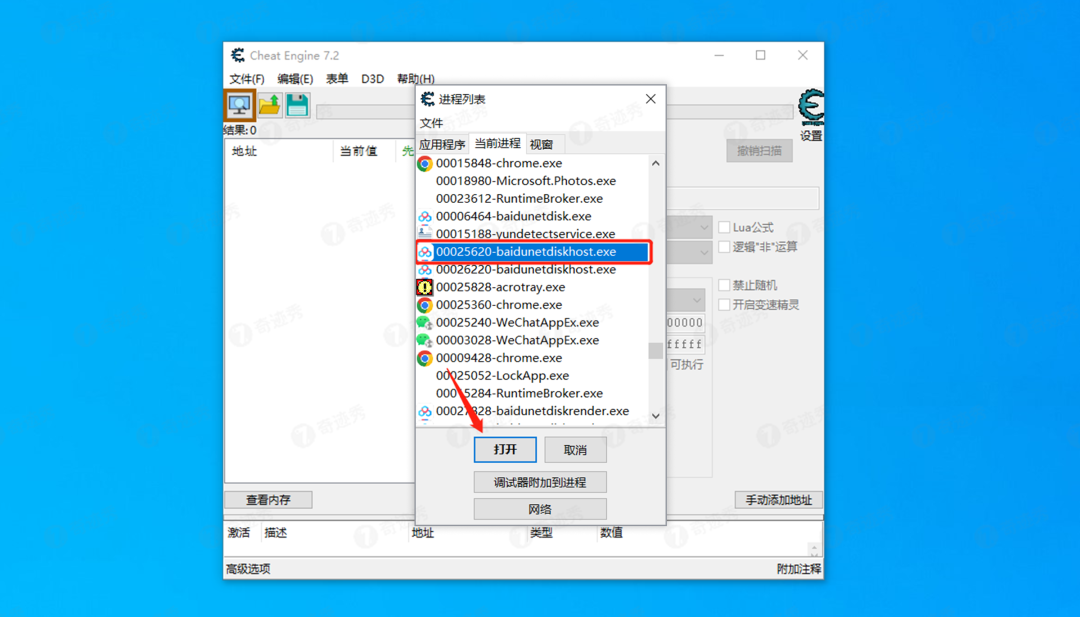 Cheat Engine 7.2
文件(F) 编辑(E) 表单 D3D 帮助(H)
结果:0
地址 当前值 先
设置
撤销扫描
Lua公式
逻辑"非"运算
禁止随机
开启变速精灵
00000
fffff
可执行
进程列表
文件
应用程序 当前进程 视窗
00015848-chrome.exe
00018980-Microsoft.Photos.exe
00023612-RuntimeBroker.exe
00006464-baidunetdisk.exe
00015188-yundetectservice.exe
00025620-baidunetdiskhost.exe
00026220-baidunetdiskhost.exe
00025828-acrotray.exe
00025360-chrome.exe
00025240-WeChatAppEx.exe
00003028-WeChatAppEx.exe
00009428-chrome.exe
00025052-LockApp.exe
00015284-RuntimeBroker.exe
00027828-baidunetdiskrender.exe
打开 取消
调试器附加到进程
网络
查看内存 手动添加地址
激活 描述 地址 类型 数值
高级选项 附加注释
奇迹秀